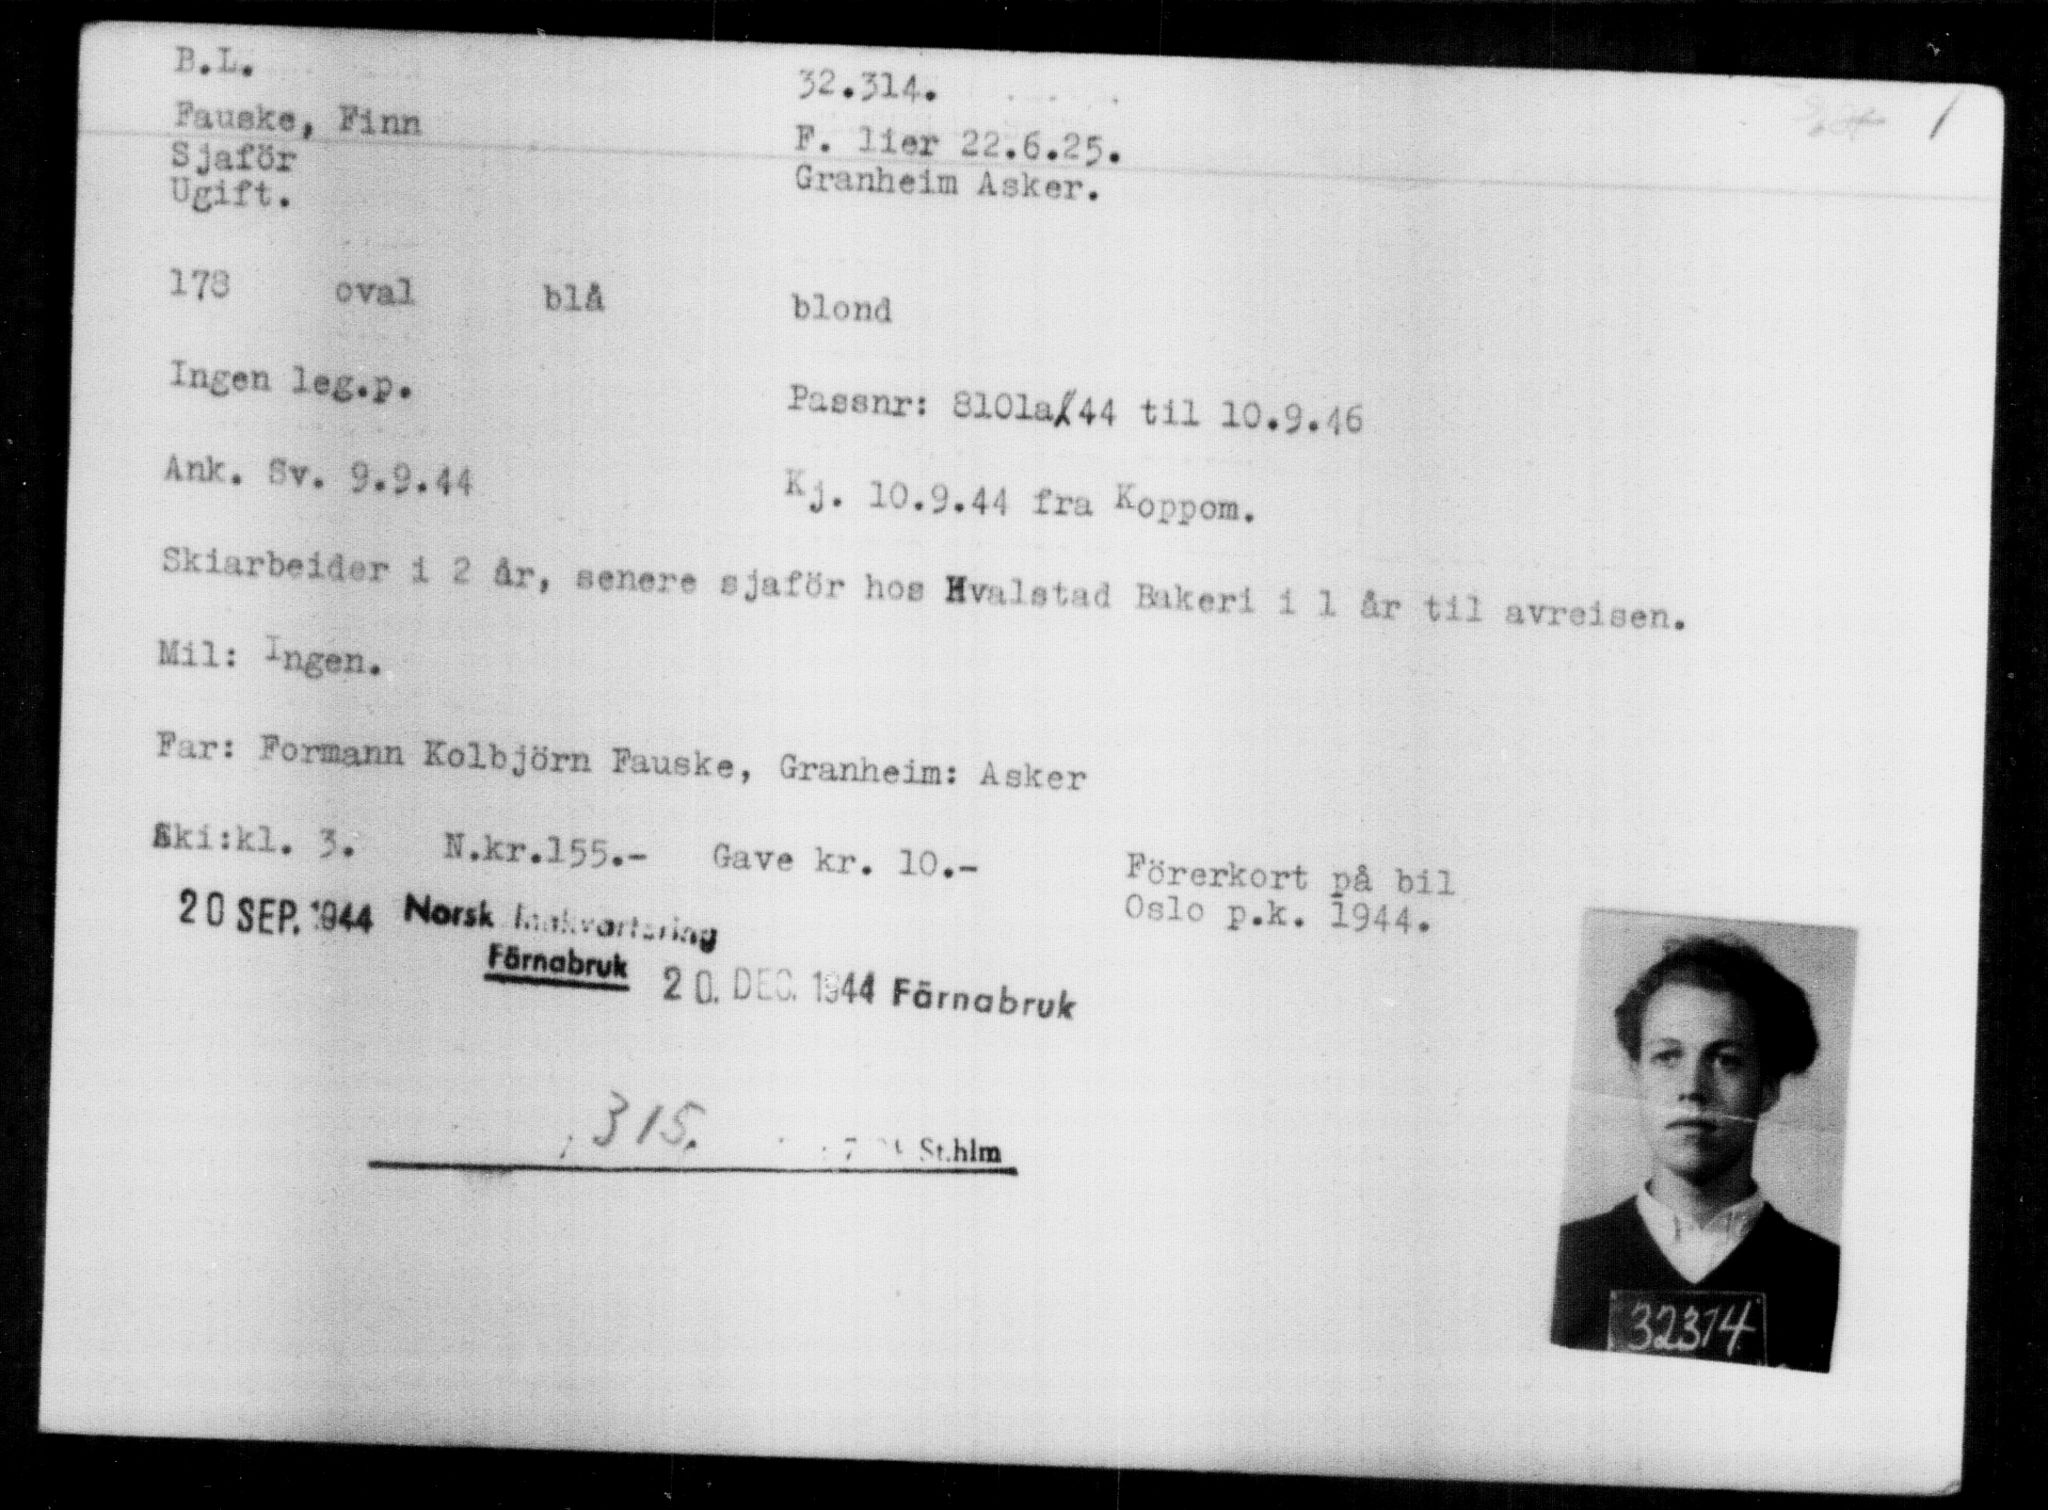 B.L. 32.314.
Fauske, Finn F. lier 22.6.25.
Sjaför Granheim Asker.
Ugift.
178 oval blå blond
Ingen leg.p. Passnr: 8101a/44 til 10.9.46
Ank. Sv. 9.9.44 Kj. 10.9.44 fra Koppom.
Skiarbeider i 2 år, senere sjaför hos Hvalstad Bakeri i 1 år til avreisen.
Mil: Ingen.
Far: Formann Kolbjörn Fauske, Granheim: Asker
Ski:kl. 3. N.kr.155.- Gave kr. 10.- Förerkort på bil
Oslo p.k. 1944.
20 SEP. 1944 Norsk Innkvartering
Färnabruk 20. DEC. 1944 Färnabruk
315. St.hlm
32314
1